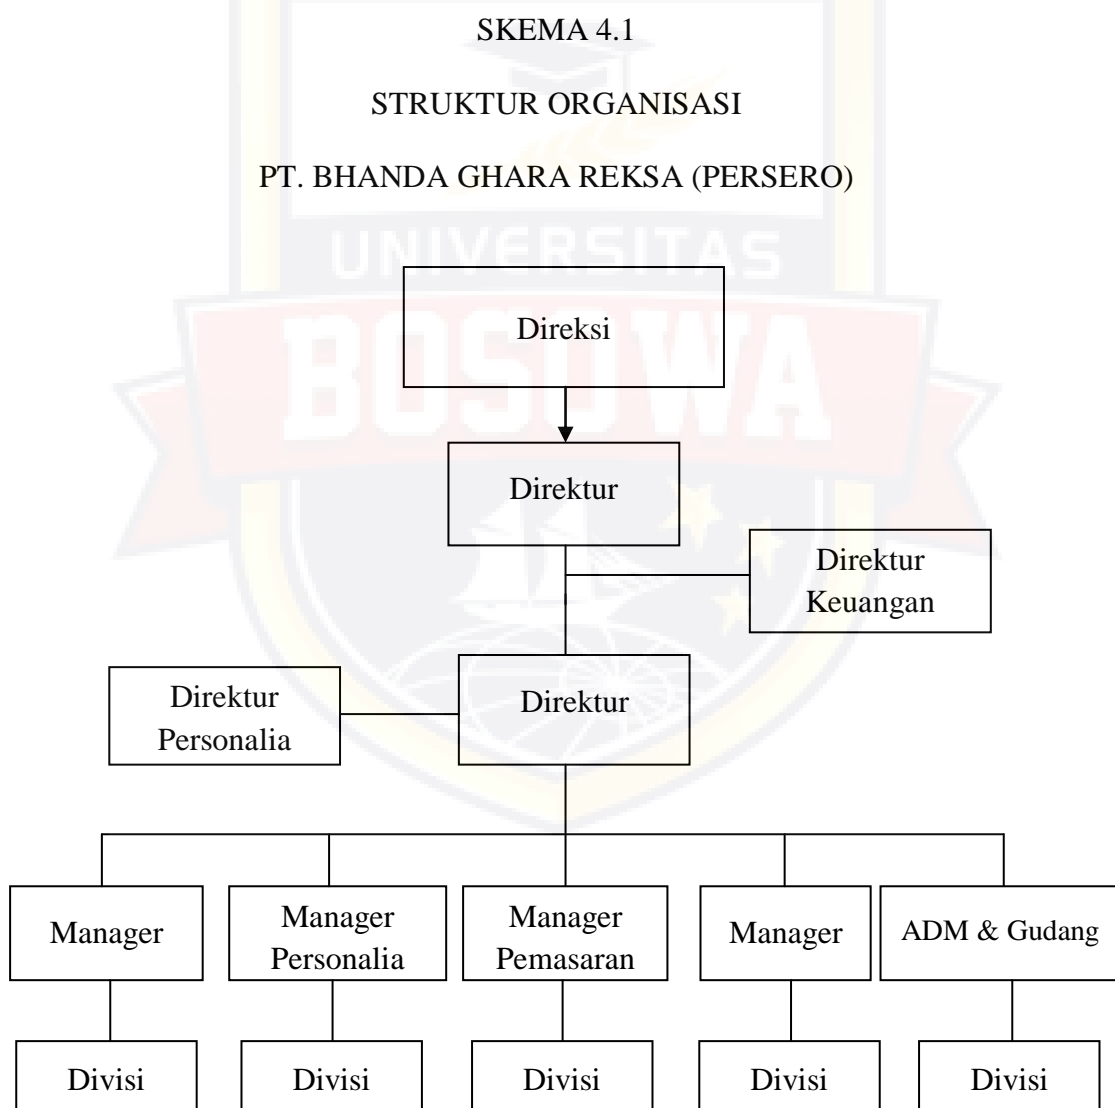 SKEMA 4.1
STRUKTUR ORGANISASI
PT. BHANDA GHARA REKSA (PERSERO)
UNIVERSITAS
BOSOWA
Direksi
Direktur
Direktur
Keuangan
Direktur
Personalia
Direktur
Manager
Manager
Personalia
Manager
Pemasaran
Manager
ADM & Gudang
Divisi
Divisi
Divisi
Divisi
Divisi